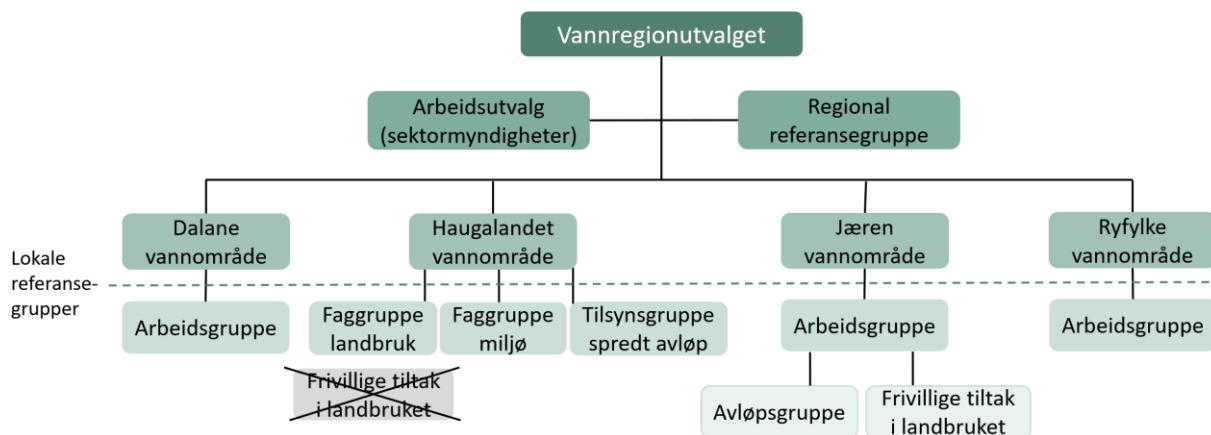 Vannregionutvalget
Arbeidsutvalg
(sektormyndigheter)
Regional
referansegruppe
Dalane
vannområde
Haugalandet
vannområde
Jæren
vannområde
Ryfylke
vannområde
Lokale
referanse-
grupper
Arbeidsgruppe
Faggruppe
landbruk
Faggruppe
miljø
Tilsynsgruppe
spredt avløp
Arbeidsgruppe
Arbeidsgruppe
Frivillige tiltak
i landbruket
Avløpsgruppe
Frivillige tiltak
i landbruket